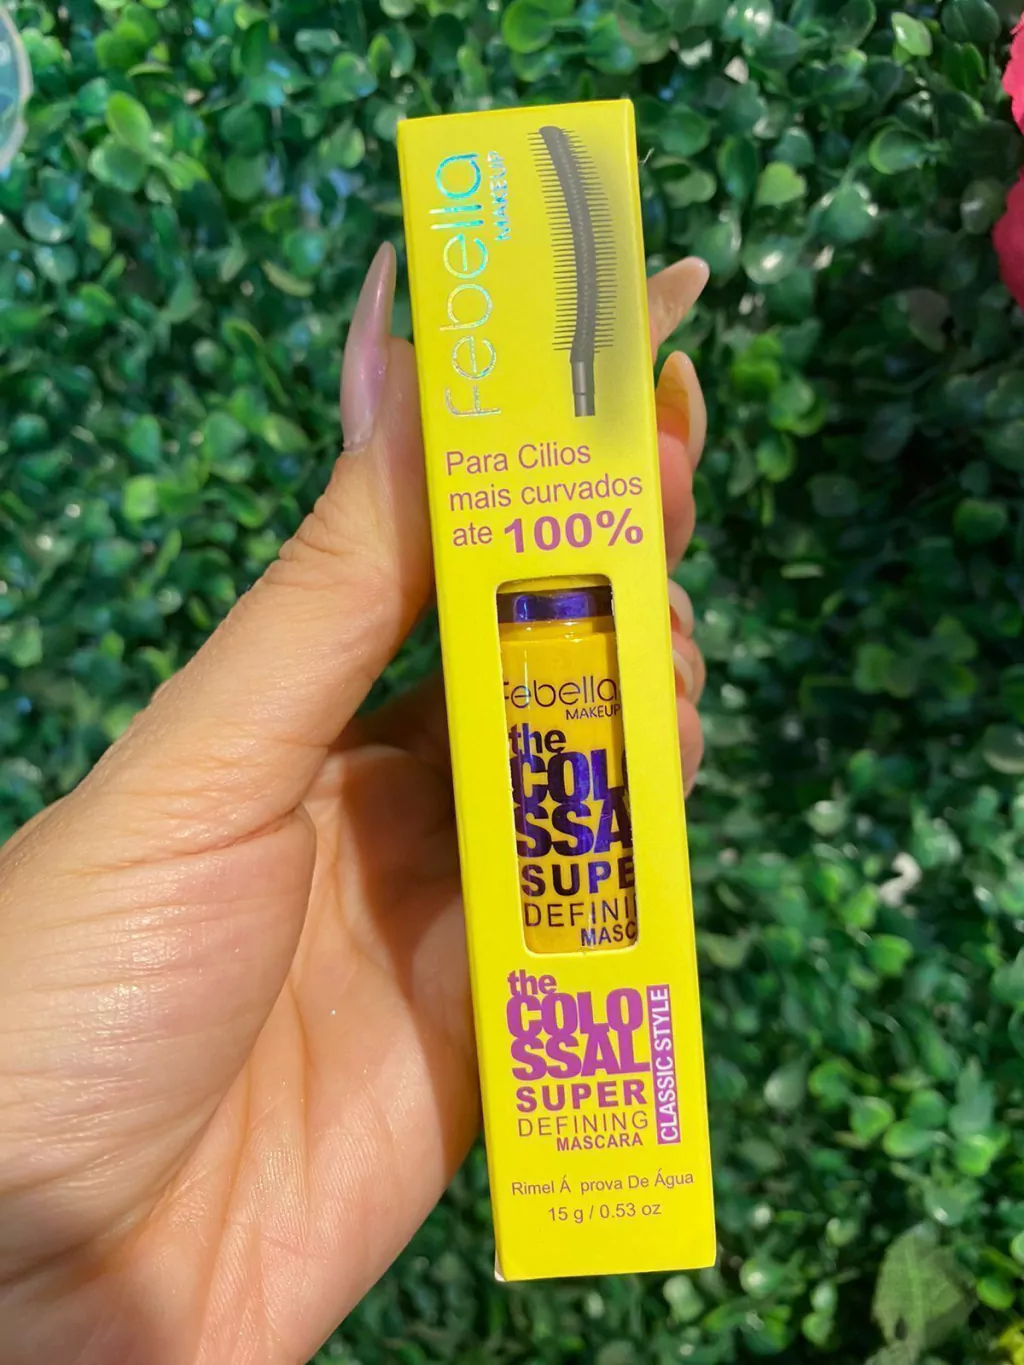 Febella
MAKEUP
Para Cilios
mais curvados
ate 100%
Febella
MAKEUP
the
COL
SSA
SUPE
DEFINI
MASC
the
COLO
SSAL
SUPER
DEFINING
MASCARA
CLASSIC STYLE
Rimel Á prova De Água
15 g / 0.53 oz